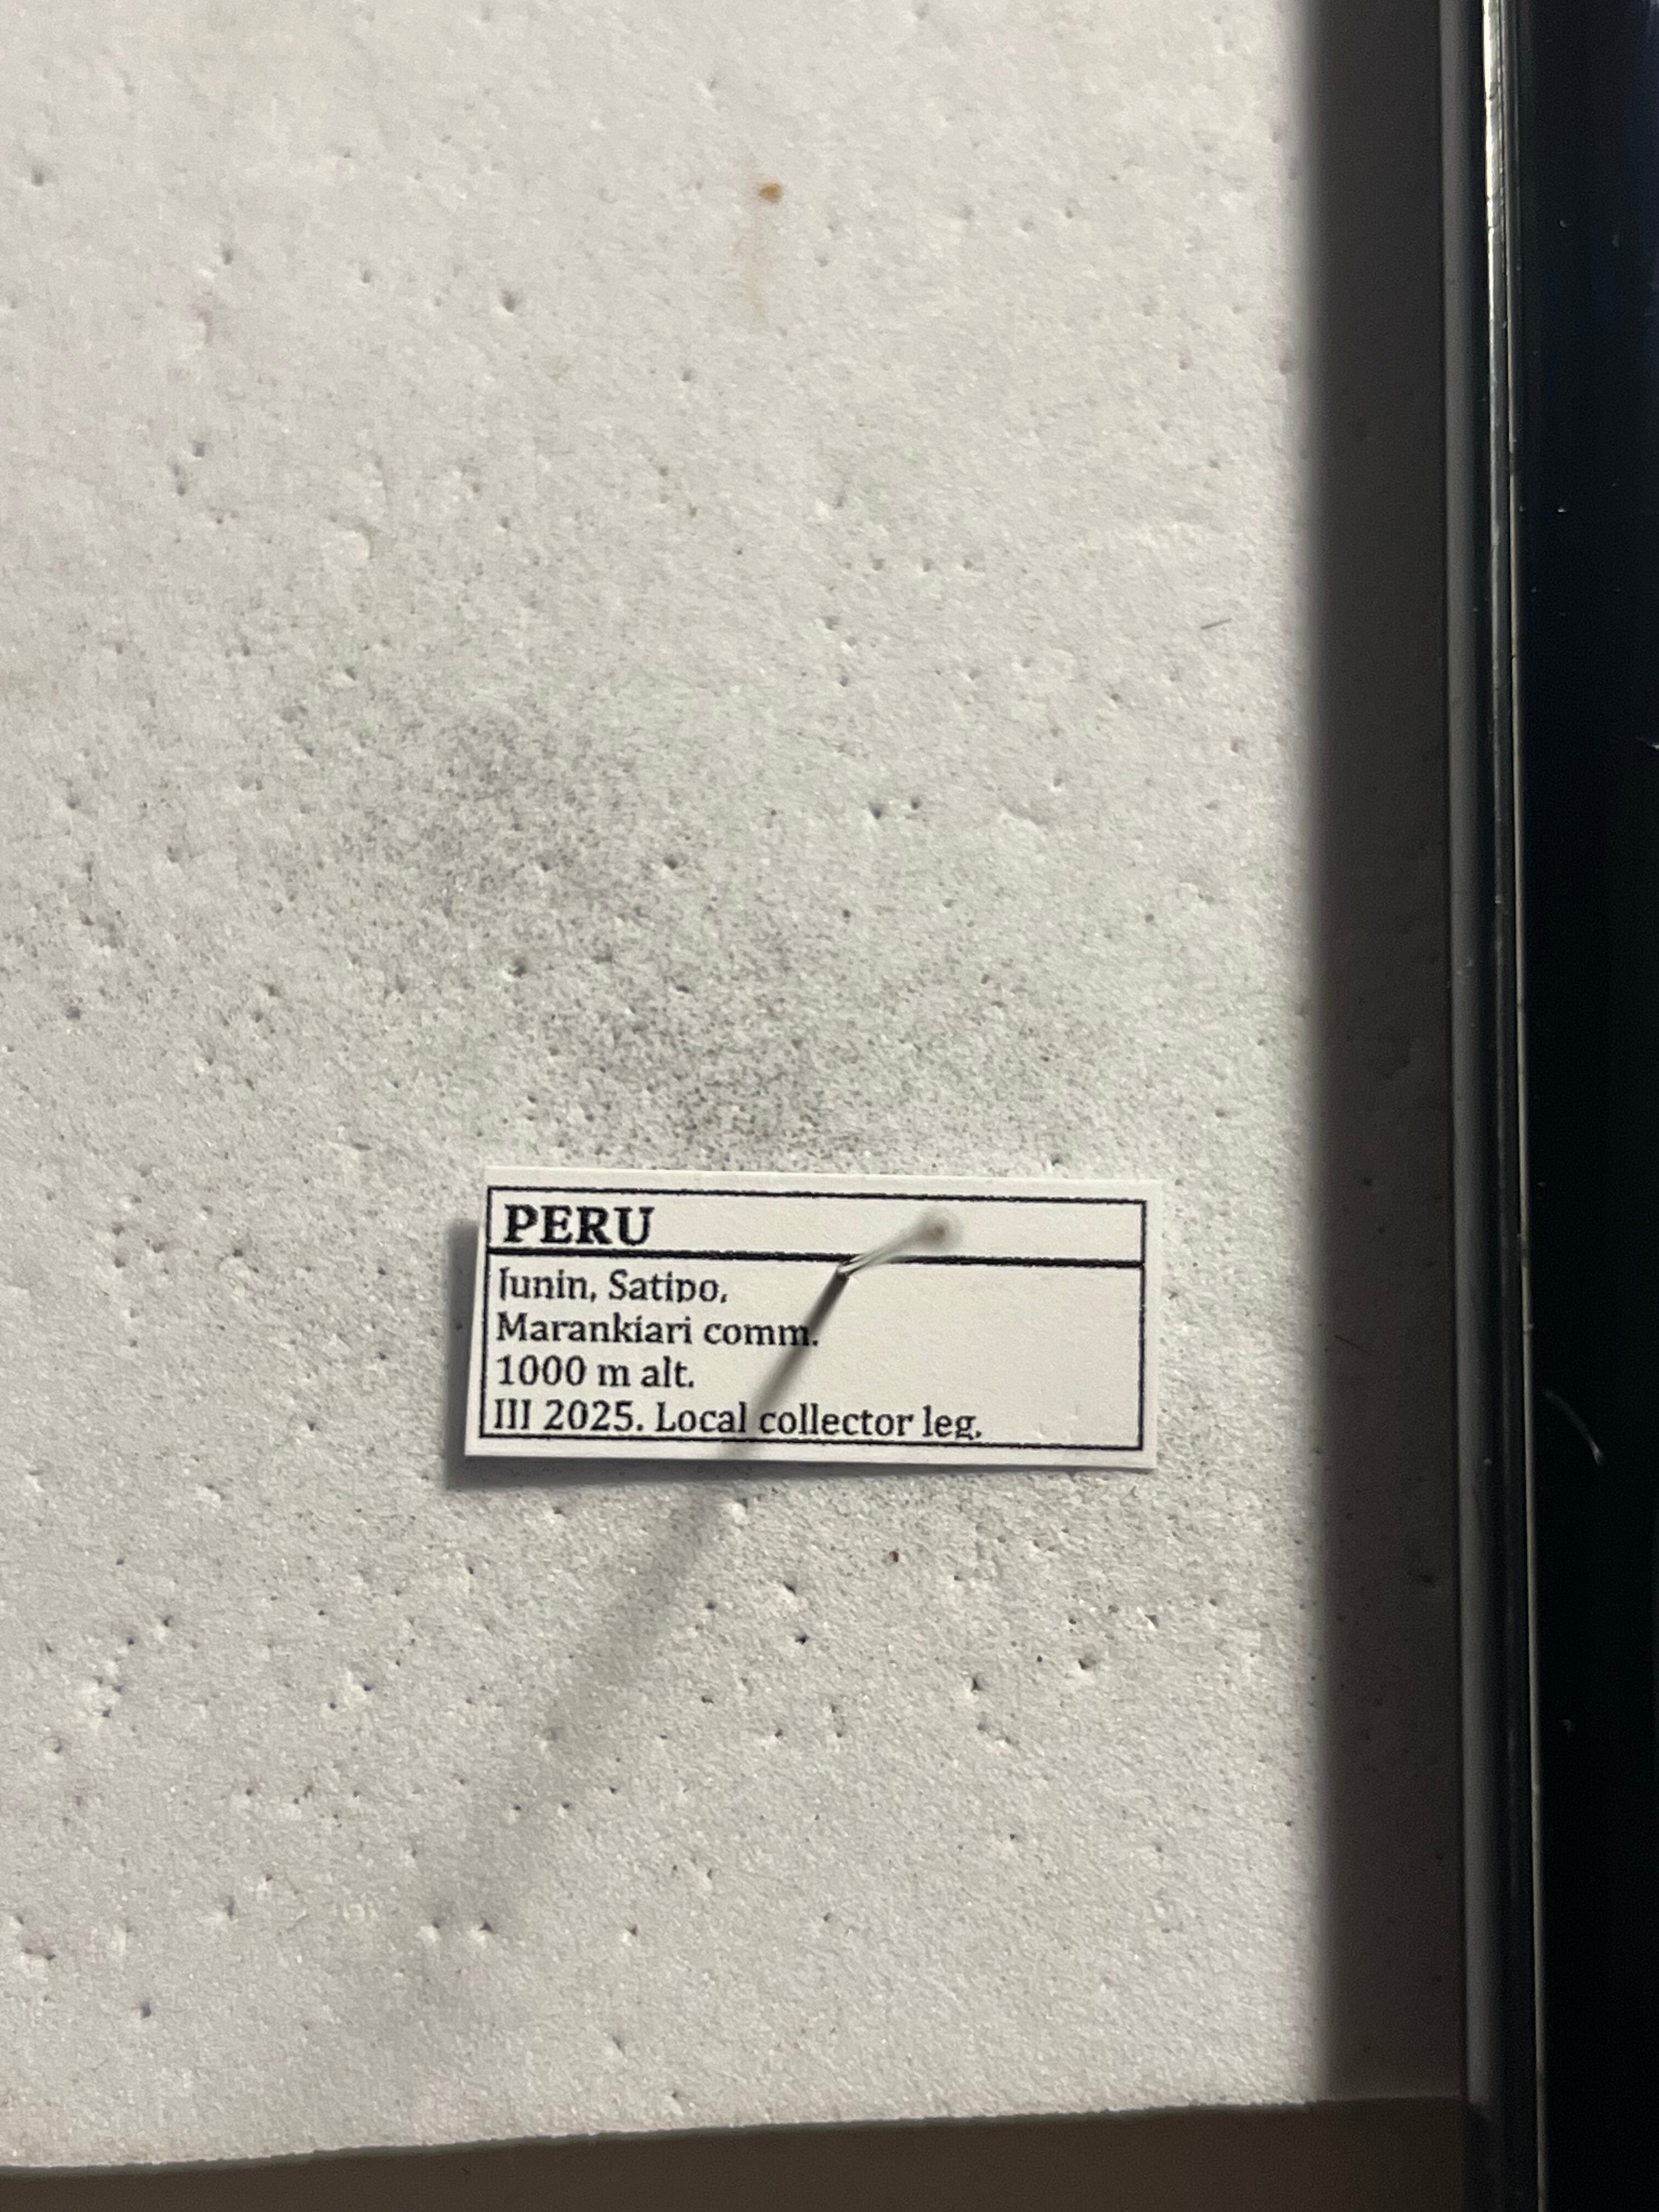 PERU
Junin, Satipo,
Marankiari comm.
1000 m alt.
III 2025. Local collector leg.